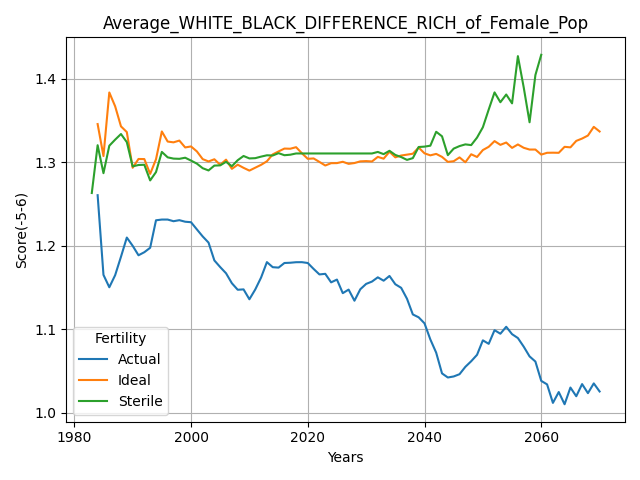 Average_WHITE_BLACK_DIFFERENCE_RICH_of_Female_Pop
Score(-5-6)
1.4
1.3
1.2
1.1
1.0
Fertility
Actual
Ideal
Sterile
1980
2000
2020
2040
2060
Years